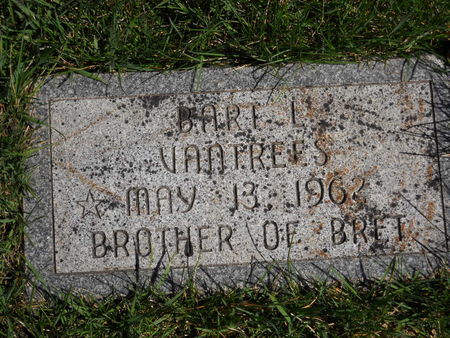 BART L.
VANTREES
☆ MAY 13, 1962
BROTHER OF BRET